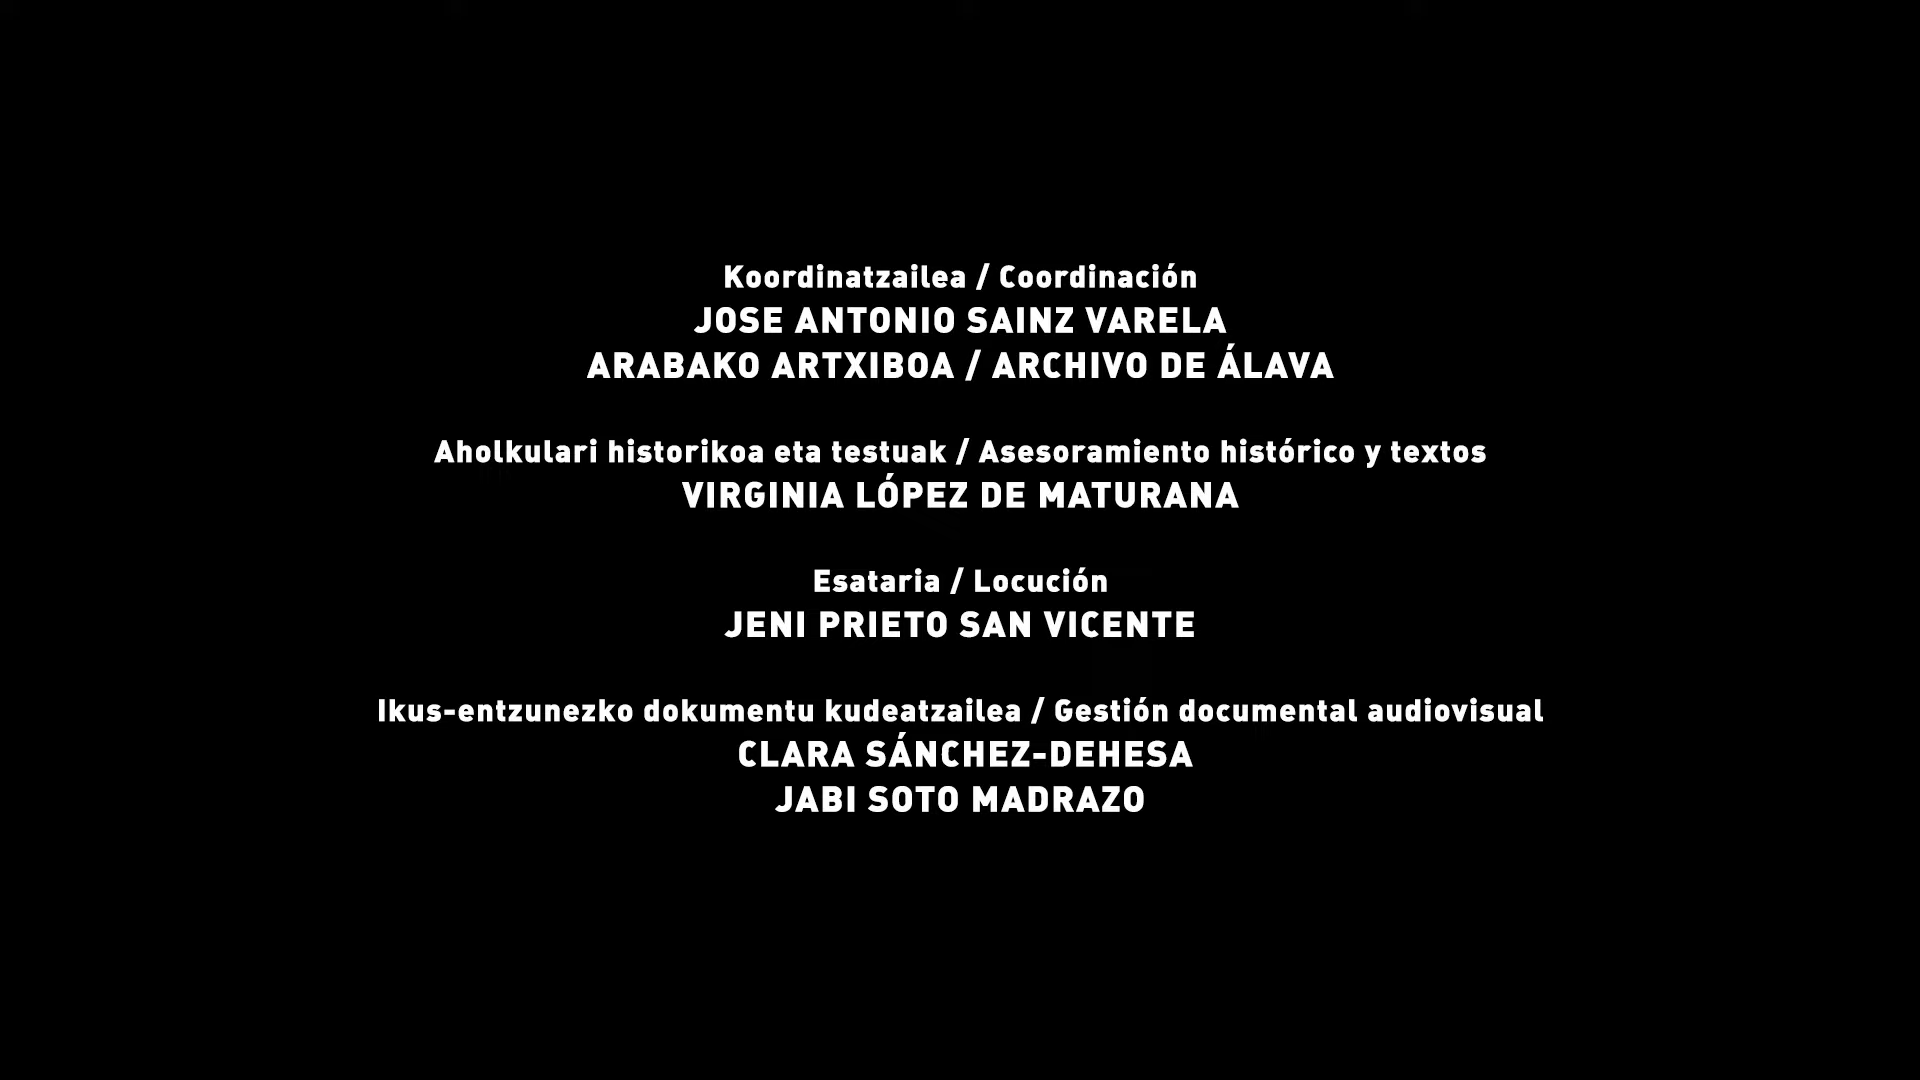 Koordinatzailea / Coordinación
JOSE ANTONIO SAINZ VARELA
ARABAKO ARTXIBOA / ARCHIVO DE ÁLAVA
Aholkulari historikoa eta testuak / Asesoramiento histórico y textos
VIRGINIA LÓPEZ DE MATURANA
Esataria / Locución
JENI PRIETO SAN VICENTE
Ikus-entzunezko dokumentu kudeatzailea / Gestión documental audiovisual
CLARA SÁNCHEZ-DEHESA
JABI SOTO MADRAZO